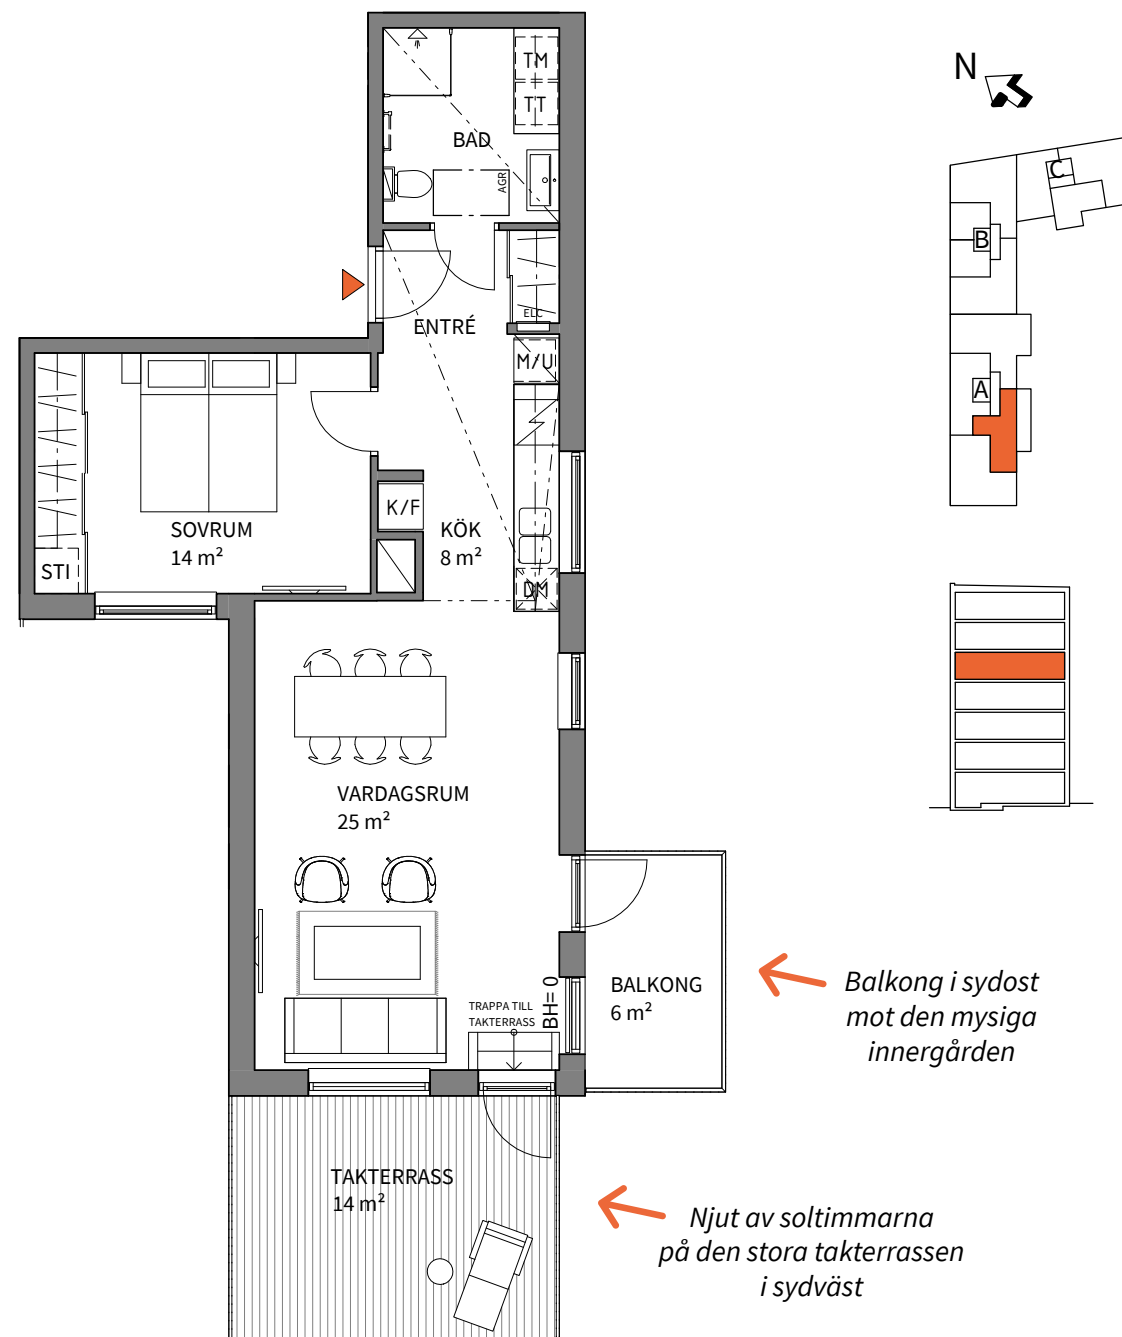 TM
TT
BAD
AGR
ELC
ENTRÉ
M/U
K/F
SOVRUM
14 m²
KÖK
8 m²
STI
DM
VARDAGSRUM
25 m²
TRAPPA TILL
TAKTERRASS
BH= 0
BALKONG
6 m²
TAKTERRASS
14 m²
N
C
B
A
Balkong i sydost
mot den mysiga
innergården
Njut av soltimmarna
på den stora takterrassen
i sydväst